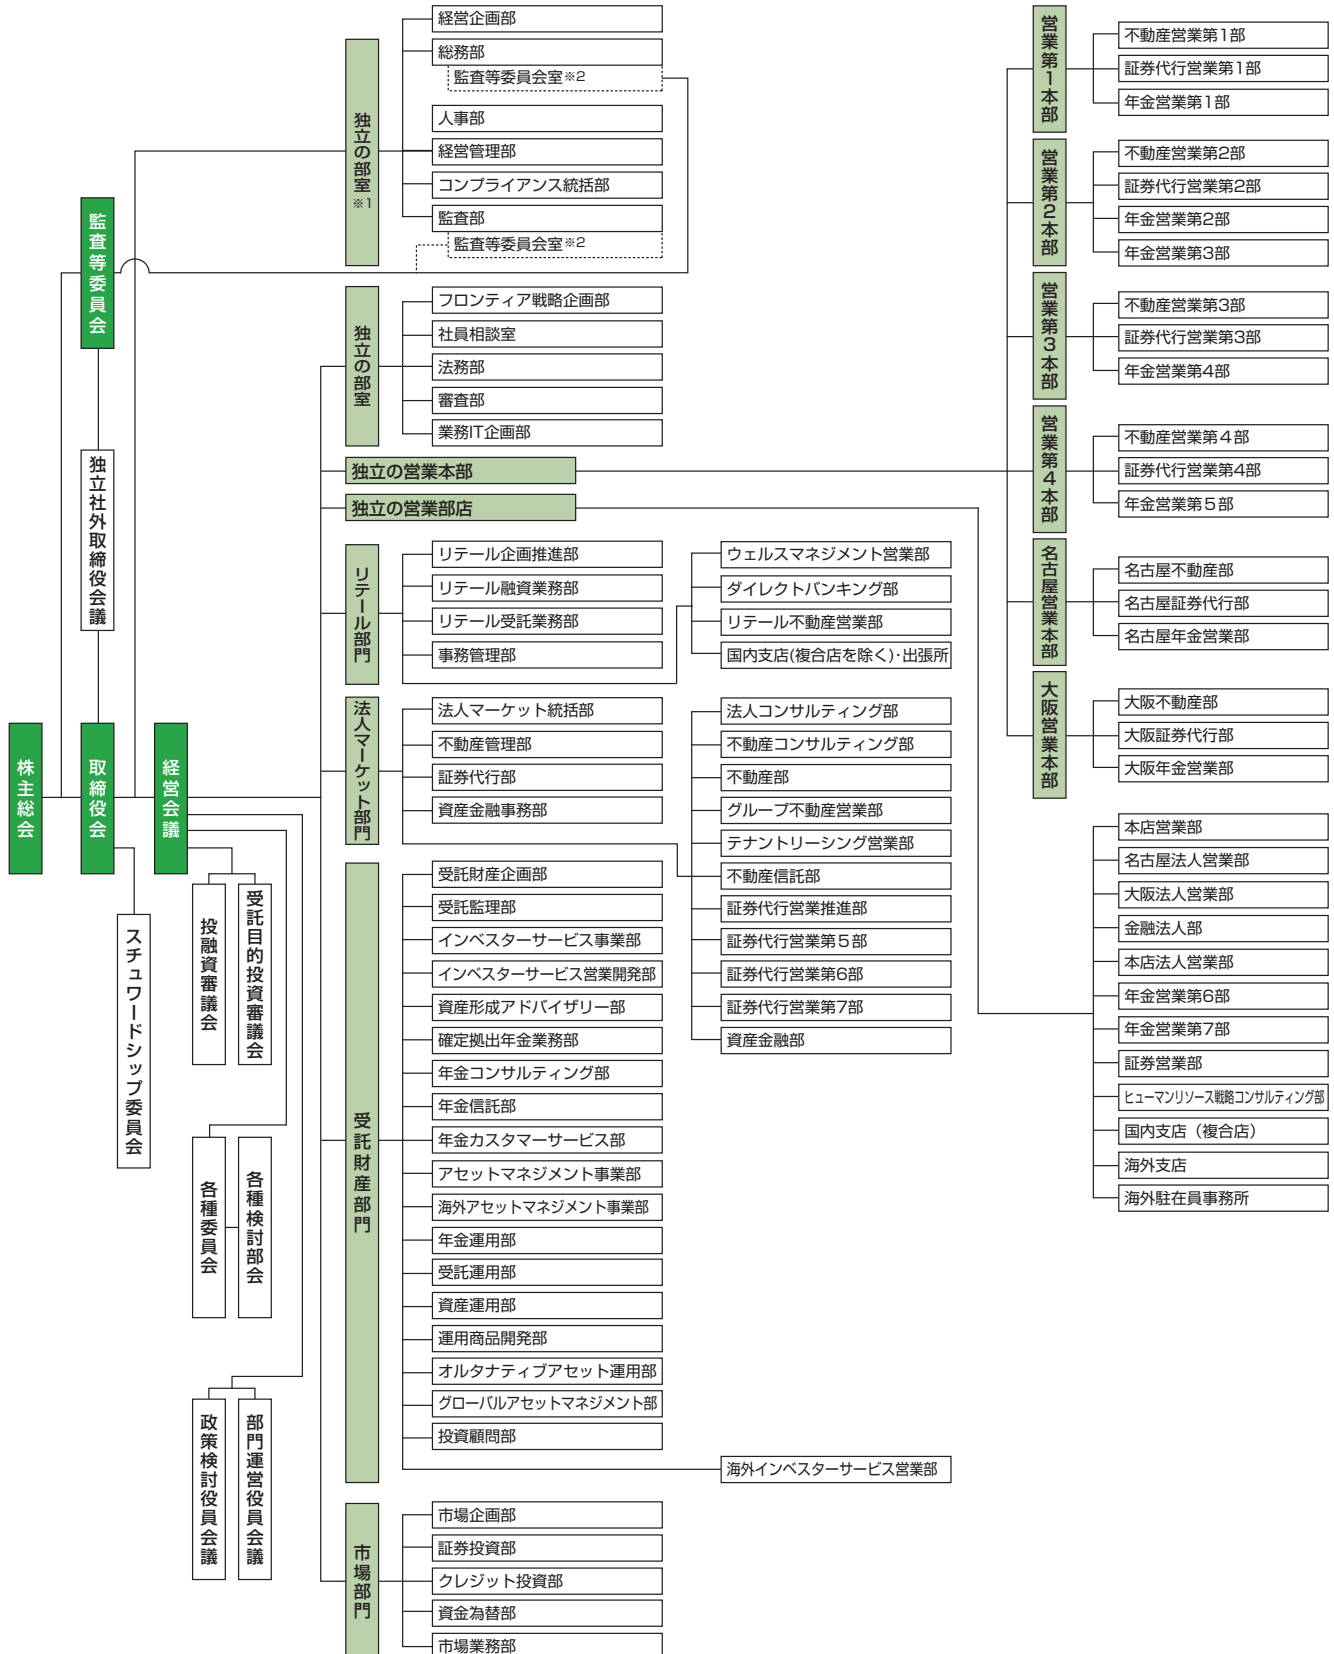 株主総会
監査等委員会
独立社外取締役会議
取締役会
経営会議
スチュワードシップ委員会
投融資審議会
受託目的投資審議会
各種委員会
各種検討部会
政策検討役員会議
部門運営役員会議
独立の部室
※1
経営企画部
総務部
監査等委員会室※2
人事部
経営管理部
コンプライアンス統括部
監査部
監査等委員会室※2
独立の部室
フロンティア戦略企画部
社員相談室
法務部
審査部
業務IT企画部
独立の営業本部
独立の営業部店
リテール部門
リテール企画推進部
リテール融資業務部
リテール受託業務部
事務管理部
ウェルスマネジメント営業部
ダイレクトバンキング部
リテール不動産営業部
国内支店(複合店を除く)・出張所
法人マーケット部門
法人マーケット統括部
不動産管理部
証券代行部
資産金融事務部
法人コンサルティング部
不動産コンサルティング部
不動産部
グループ不動産営業部
テナントリーシング営業部
不動産信託部
証券代行営業推進部
証券代行営業第5部
証券代行営業第6部
証券代行営業第7部
資産金融部
受託財産部門
受託財産企画部
受託監理部
インベスターサービス事業部
インベスターサービス営業開発部
資産形成アドバイザリー部
確定拠出年金業務部
年金コンサルティング部
年金信託部
年金カスタマーサービス部
アセットマネジメント事業部
海外アセットマネジメント事業部
年金運用部
受託運用部
資産運用部
運用商品開発部
オルタナティブアセット運用部
グローバルアセットマネジメント部
投資顧問部
海外インベスターサービス営業部
市場部門
市場企画部
証券投資部
クレジット投資部
資金為替部
市場業務部
営業第1本部
不動産営業第1部
証券代行営業第1部
年金営業第1部
営業第2本部
不動産営業第2部
証券代行営業第2部
年金営業第2部
年金営業第3部
営業第3本部
不動産営業第3部
証券代行営業第3部
年金営業第4部
営業第4本部
不動産営業第4部
証券代行営業第4部
年金営業第5部
名古屋営業本部
名古屋不動産部
名古屋証券代行部
名古屋年金営業部
大阪営業本部
大阪不動産部
大阪証券代行部
大阪年金営業部
本店営業部
名古屋法人営業部
大阪法人営業部
金融法人部
本店法人営業部
年金営業第6部
年金営業第7部
証券営業部
ヒューマンリソース戦略コンサルティング部
国内支店（複合店）
海外支店
海外駐在員事務所